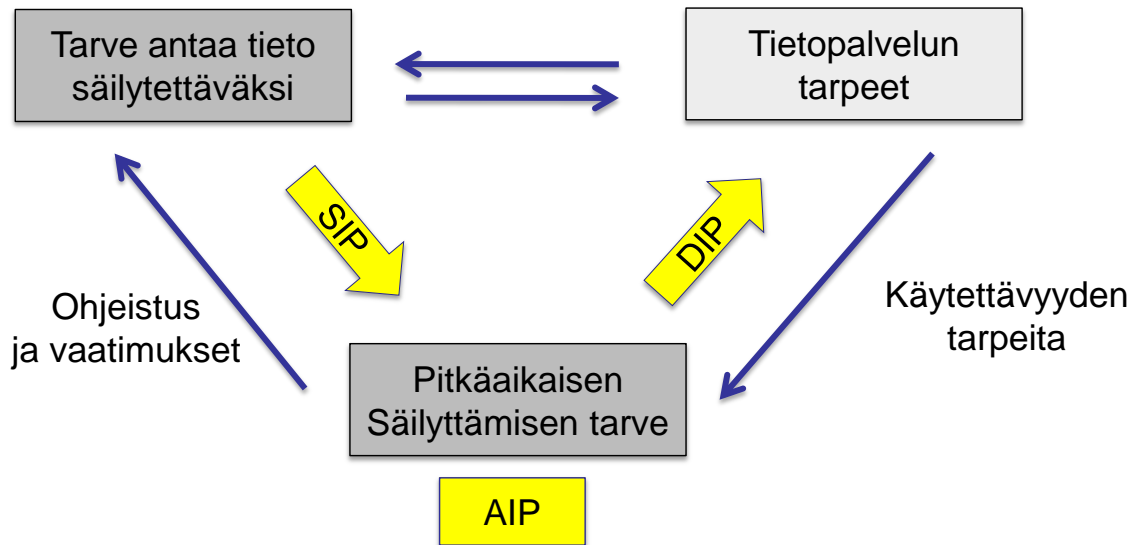 Tarve antaa tieto
säilytettäväksi
Tietopalvelun
tarpeet
SIP
DIP
Ohjeistus
ja vaatimukset
Käytettävyyden
tarpeita
Pitkäaikaisen
Säilyttämisen tarve
AIP